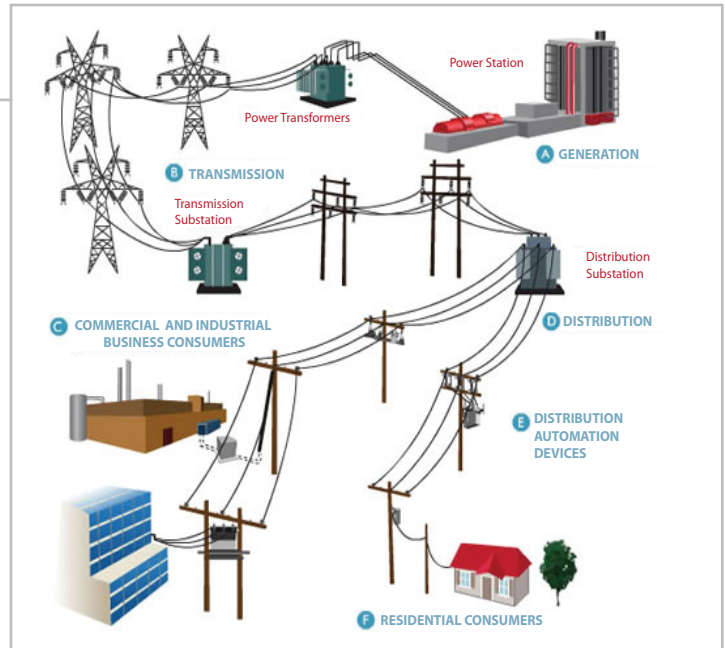 Power Station
Power Transformers
A GENERATION
B TRANSMISSION
Transmission
Substation
Distribution
Substation
C COMMERCIAL AND INDUSTRIAL
BUSINESS CONSUMERS
D DISTRIBUTION
E DISTRIBUTION
AUTOMATION
DEVICES
F RESIDENTIAL CONSUMERS